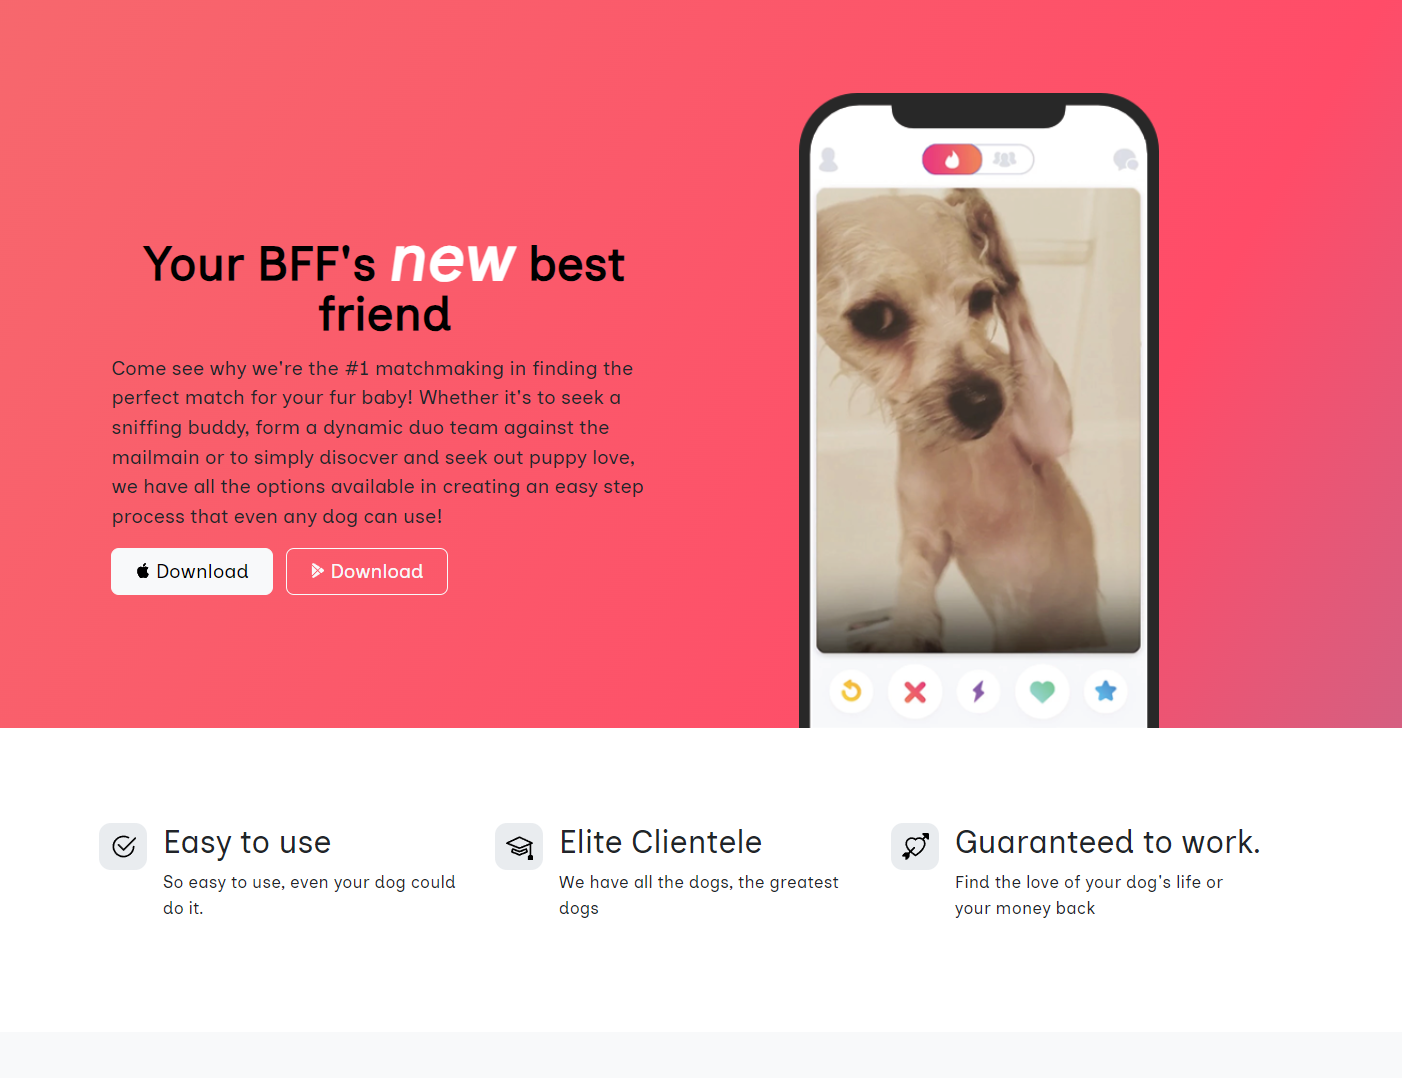 Your BFF's new best
friend
Come see why we're the #1 matchmaking in finding the
perfect match for your fur baby! Whether it's to seek a
sniffing buddy, form a dynamic duo team against the
mailmain or to simply disocver and seek out puppy love,
we have all the options available in creating an easy step
process that even any dog can use!
Download
Download
Easy to use
So easy to use, even your dog could
do it.
Elite Clientele
We have all the dogs, the greatest
dogs
Guaranteed to work.
Find the love of your dog's life or
your money back